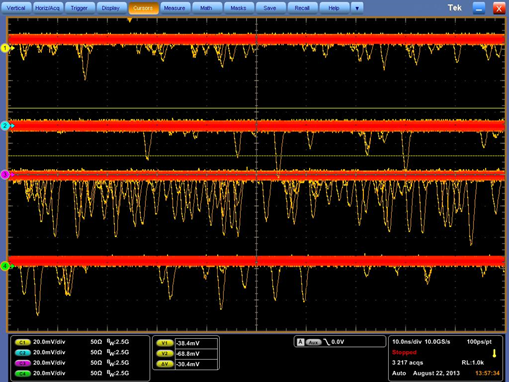 Vertical Horiz/Acq Trigger Display Cursors Measure Math Masks Save Recall Help Tek X
1
2
3
4
C1 20.0mV/div 50Ω BW:2.5G
C2 20.0mV/div 50Ω BW:2.5G
C3 20.0mV/div 50Ω BW:2.5G
C4 20.0mV/div 50Ω BW:2.5G
V1 -38.4mV
V2 -68.8mV
ΔV -30.4mV
A Aux 0.0V
10.0ns/div 10.0GS/s 100ps/pt
Stopped
3 217 acqs RL:1.0k
Auto August 22, 2013 13:57:34